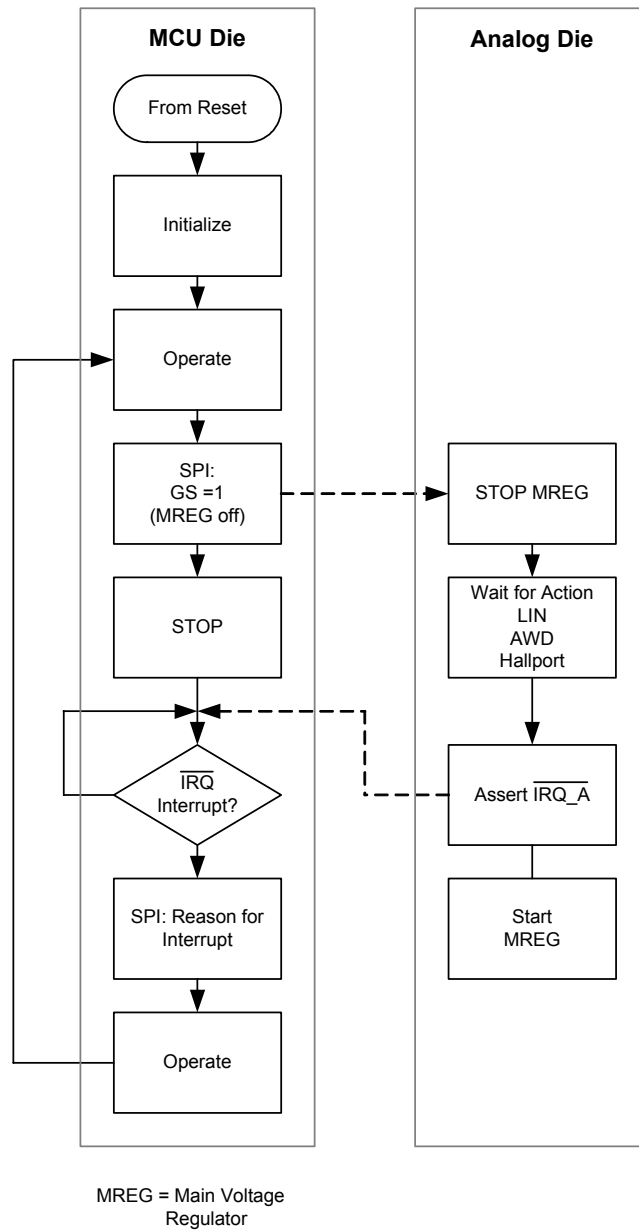 MCU Die
From Reset
Initialize
Operate
SPI:
GS =1
(MREG off)
STOP
IRQ
Interrupt?
SPI: Reason for
Interrupt
Operate
Analog Die
STOP MREG
Wait for Action
LIN
AWD
Hallport
Assert IRQ_A
Start
MREG
MREG = Main Voltage
Regulator